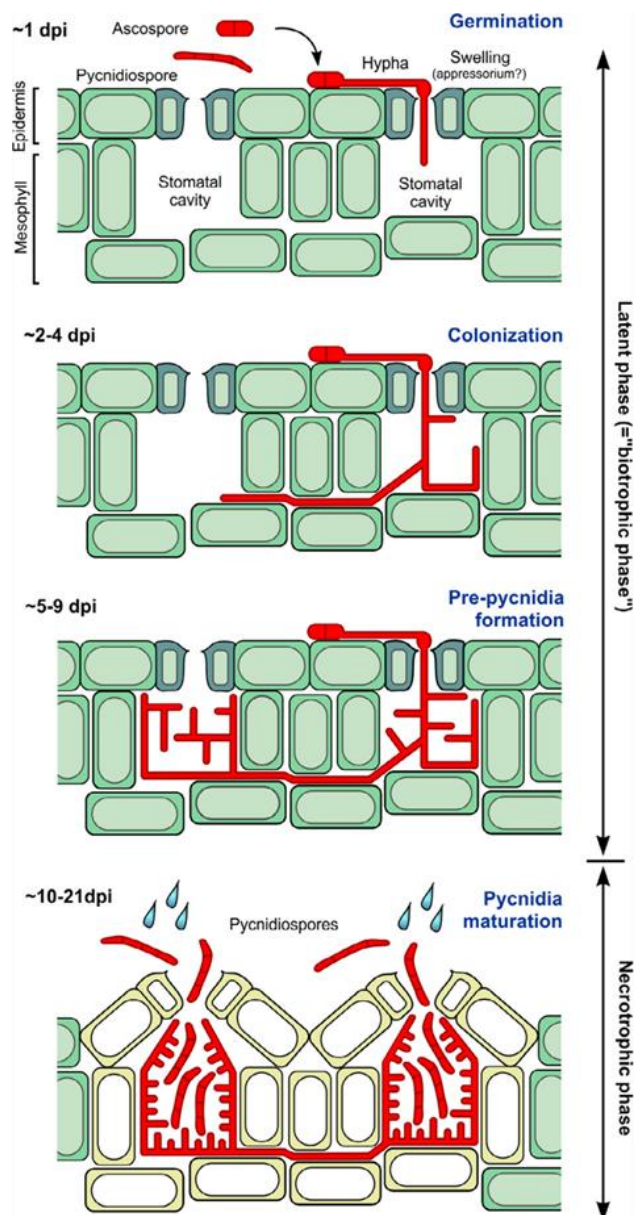 ~1 dpi
Germination
Ascospore
Pycnidiospore
Hypha
Swelling
(appressorium?)
Epidermis
Mesophyll
Stomatal
cavity
Stomatal
cavity
~2-4 dpi
Colonization
Latent phase (="biotrophic phase")
~5-9 dpi
Pre-pycnidia
formation
~10-21dpi
Pycnidia
maturation
Pycnidiospores
Necrotrophic phase